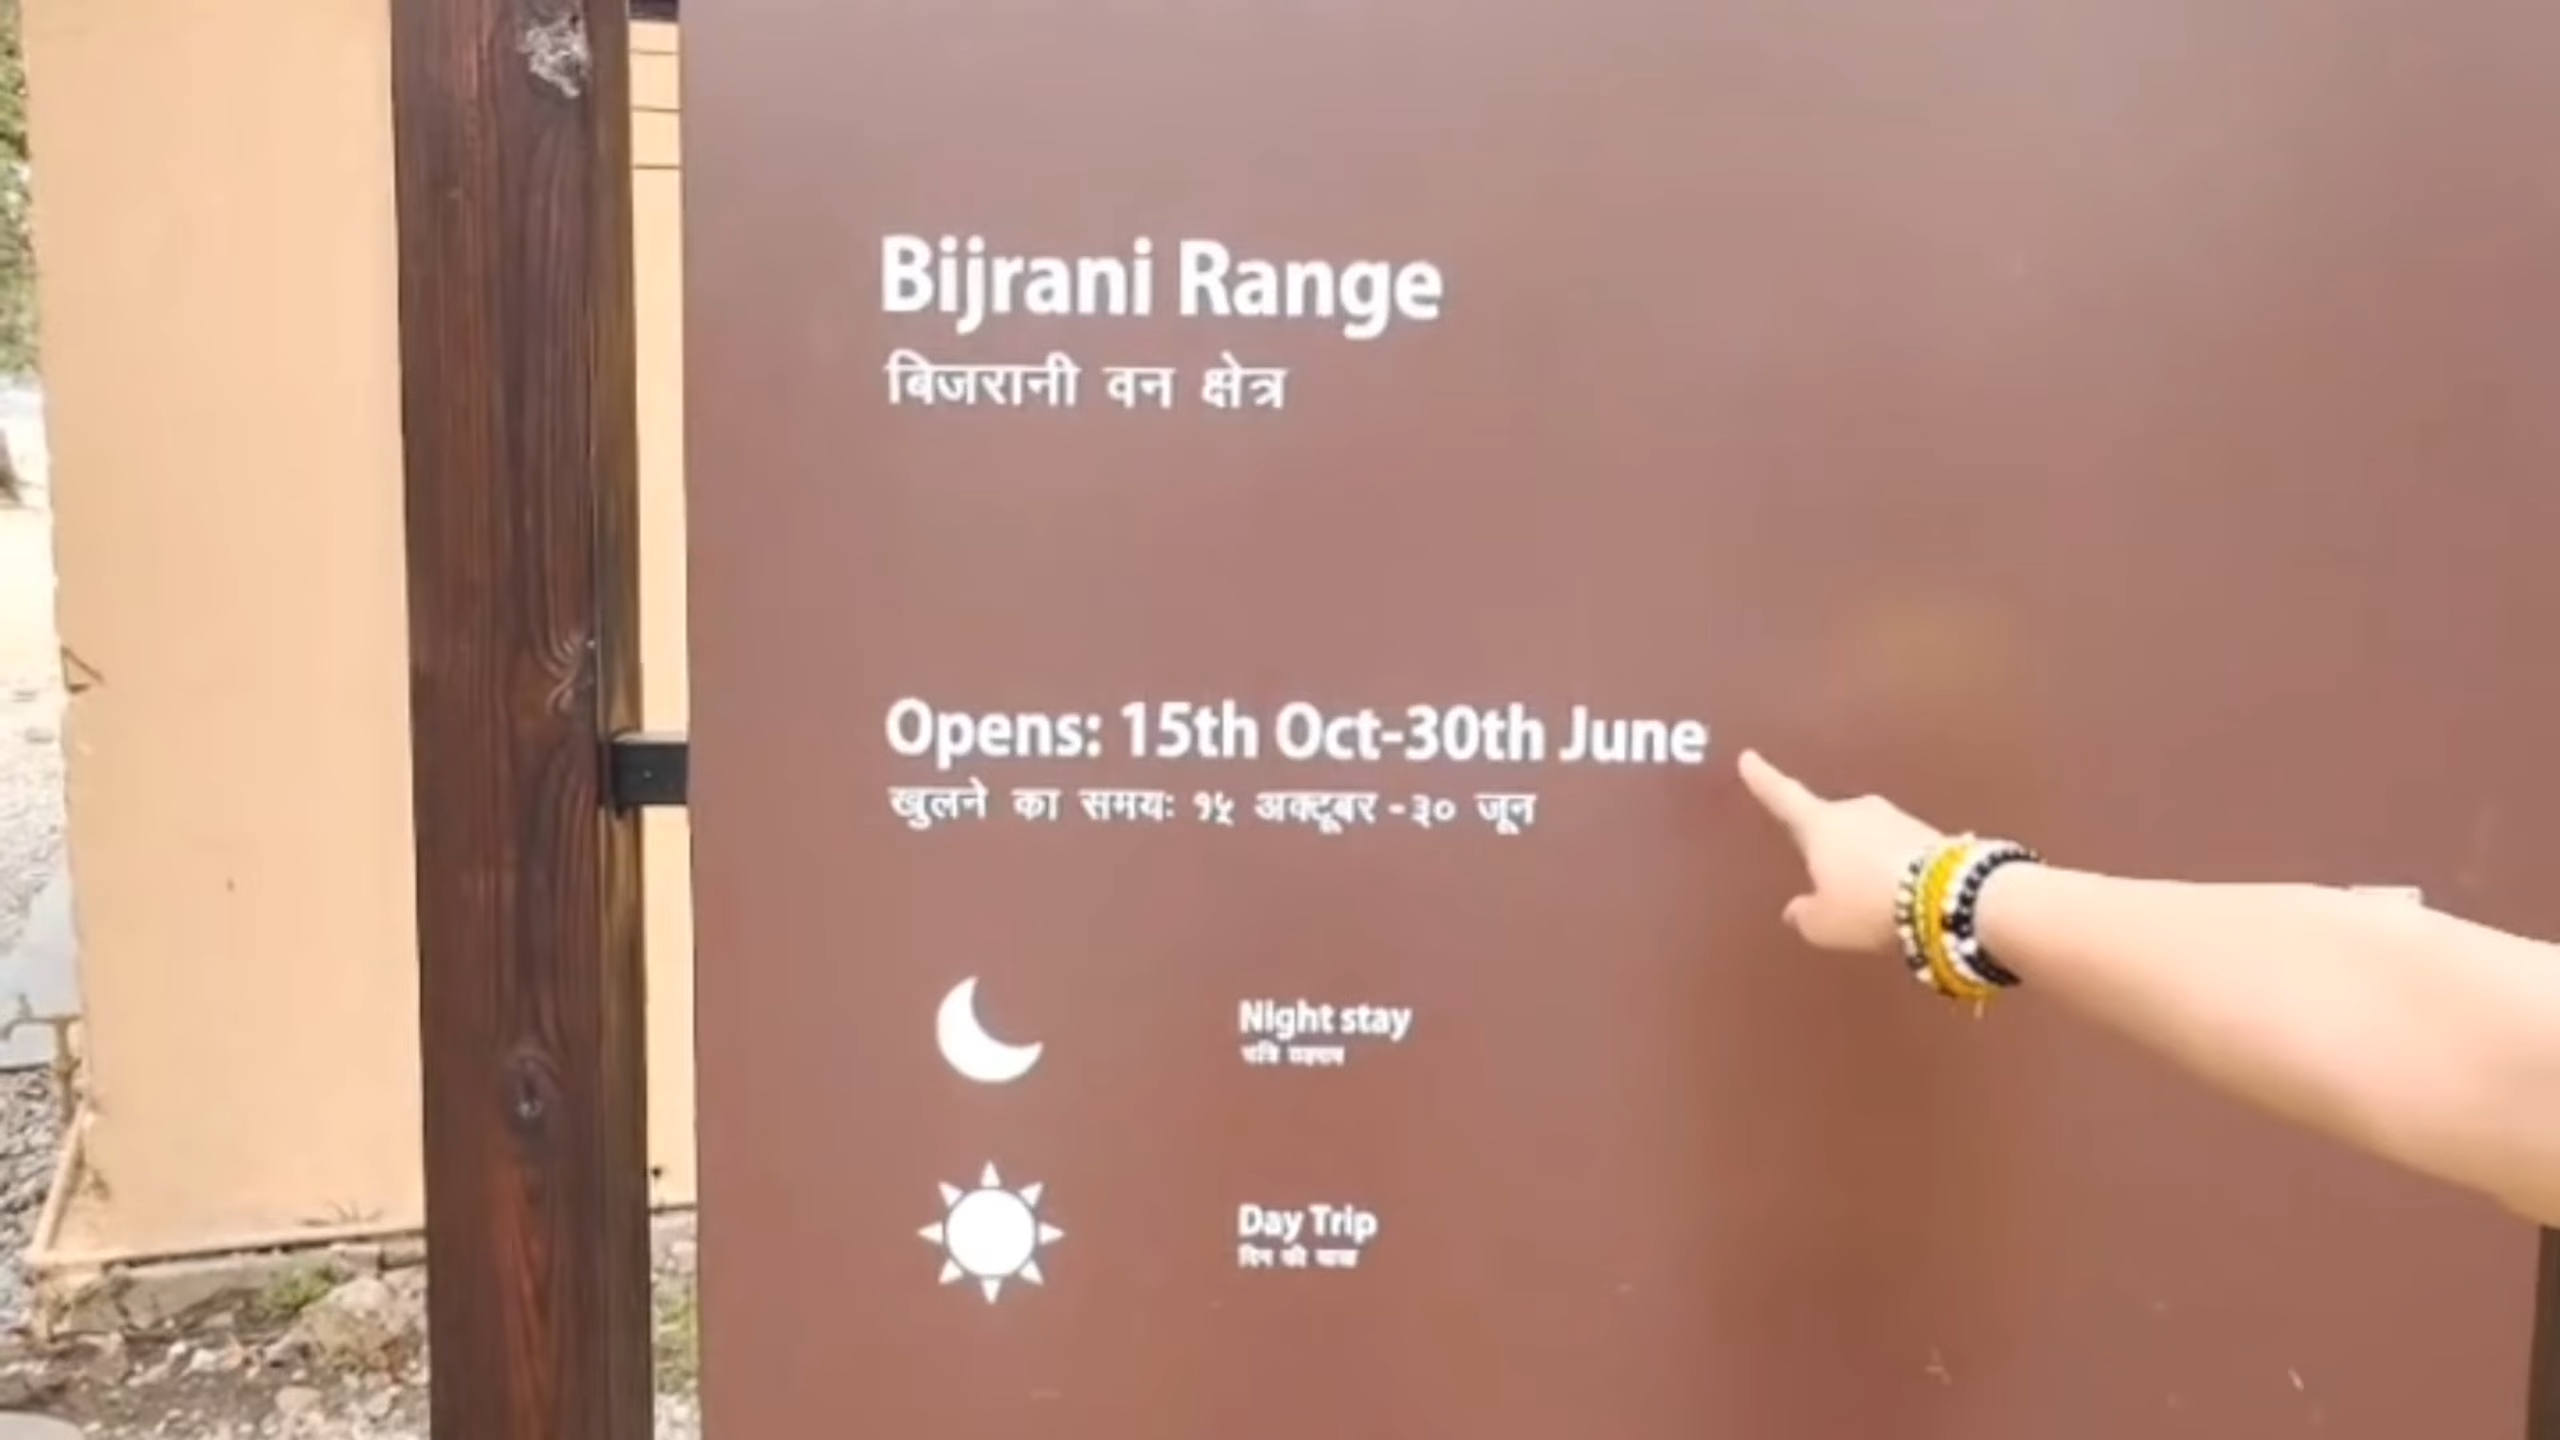 Bijrani Range
बिजरानी वन क्षेत्र
Opens: 15th Oct-30th June
खुलने का समयः १५ अक्टूबर - ३० जून
Night stay
Day Trip
दिन की यात्रा